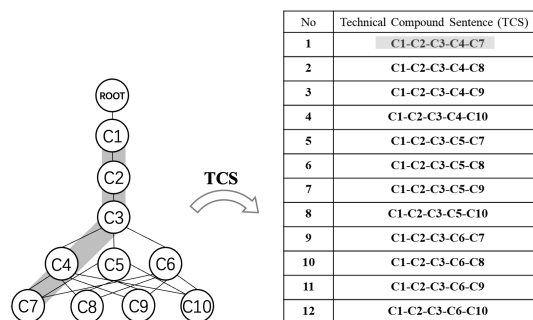 No Technical Compound Sentence (TCS)
1 C1-C2-C3-C4-C7
2 C1-C2-C3-C4-C8
3 C1-C2-C3-C4-C9
4 C1-C2-C3-C4-C10
5 C1-C2-C3-C5-C7
6 C1-C2-C3-C5-C8
7 C1-C2-C3-C5-C9
8 C1-C2-C3-C5-C10
9 C1-C2-C3-C6-C7
10 C1-C2-C3-C6-C8
11 C1-C2-C3-C6-C9
12 C1-C2-C3-C6-C10
ROOT
C1
C2
TCS
C3
C4 C5 C6
C7 C8 C9 C10